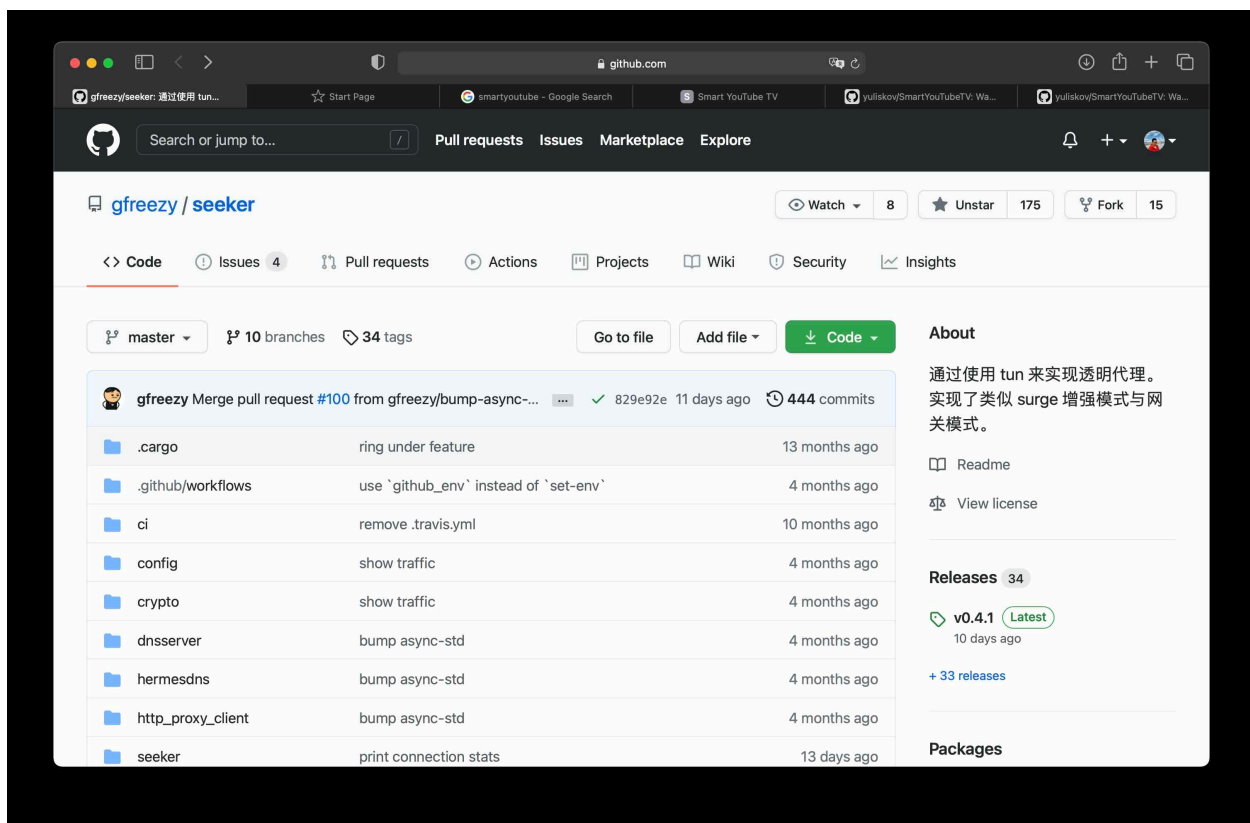 github.com
gfreezy/seeker: 通过使用 tun...
Start Page
smartyoutube - Google Search
S Smart YouTube TV
yuliskov/SmartYouTubeTV: Wa...
yuliskov/SmartYouTubeTV: Wa...
Search or jump to... /
Pull requests Issues Marketplace Explore
gfreezy / seeker
Watch 8 Unstar 175 Fork 15
Code Issues 4 Pull requests Actions Projects Wiki Security Insights
master 10 branches 34 tags Go to file Add file Code
gfreezy Merge pull request #100 from gfreezy/bump-async-... ... 829e92e 11 days ago 444 commits
.cargo ring under feature 13 months ago
.github/workflows use `github_env` instead of `set-env` 4 months ago
ci remove .travis.yml 10 months ago
config show traffic 4 months ago
crypto show traffic 4 months ago
dnsserver bump async-std 4 months ago
hermesdns bump async-std 4 months ago
http_proxy_client bump async-std 4 months ago
seeker print connection stats 13 days ago
About
通过使用 tun 来实现透明代理。
实现了类似 surge 增强模式与网
关模式。
Readme
View license
Releases 34
v0.4.1 Latest
10 days ago
+ 33 releases
Packages